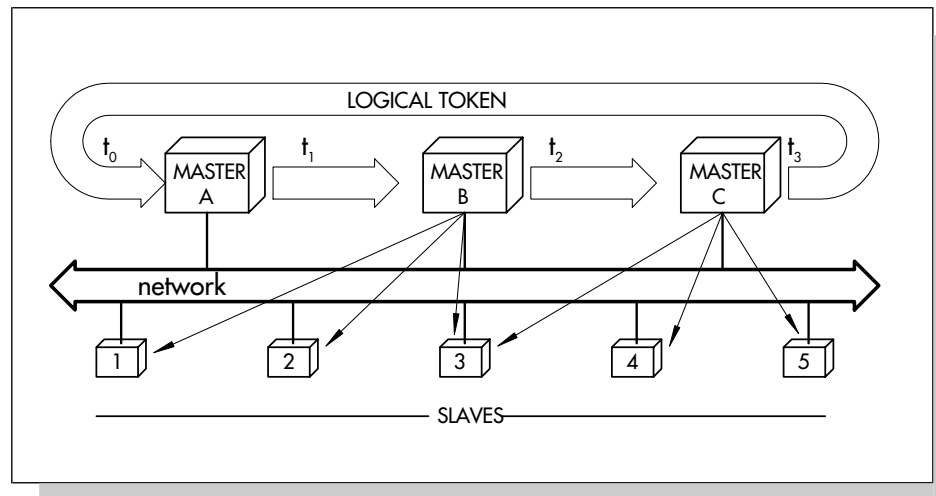 LOGICAL TOKEN
t0
t1
t2
t3
MASTER
A
MASTER
B
MASTER
C
network
1
2
3
4
5
SLAVES